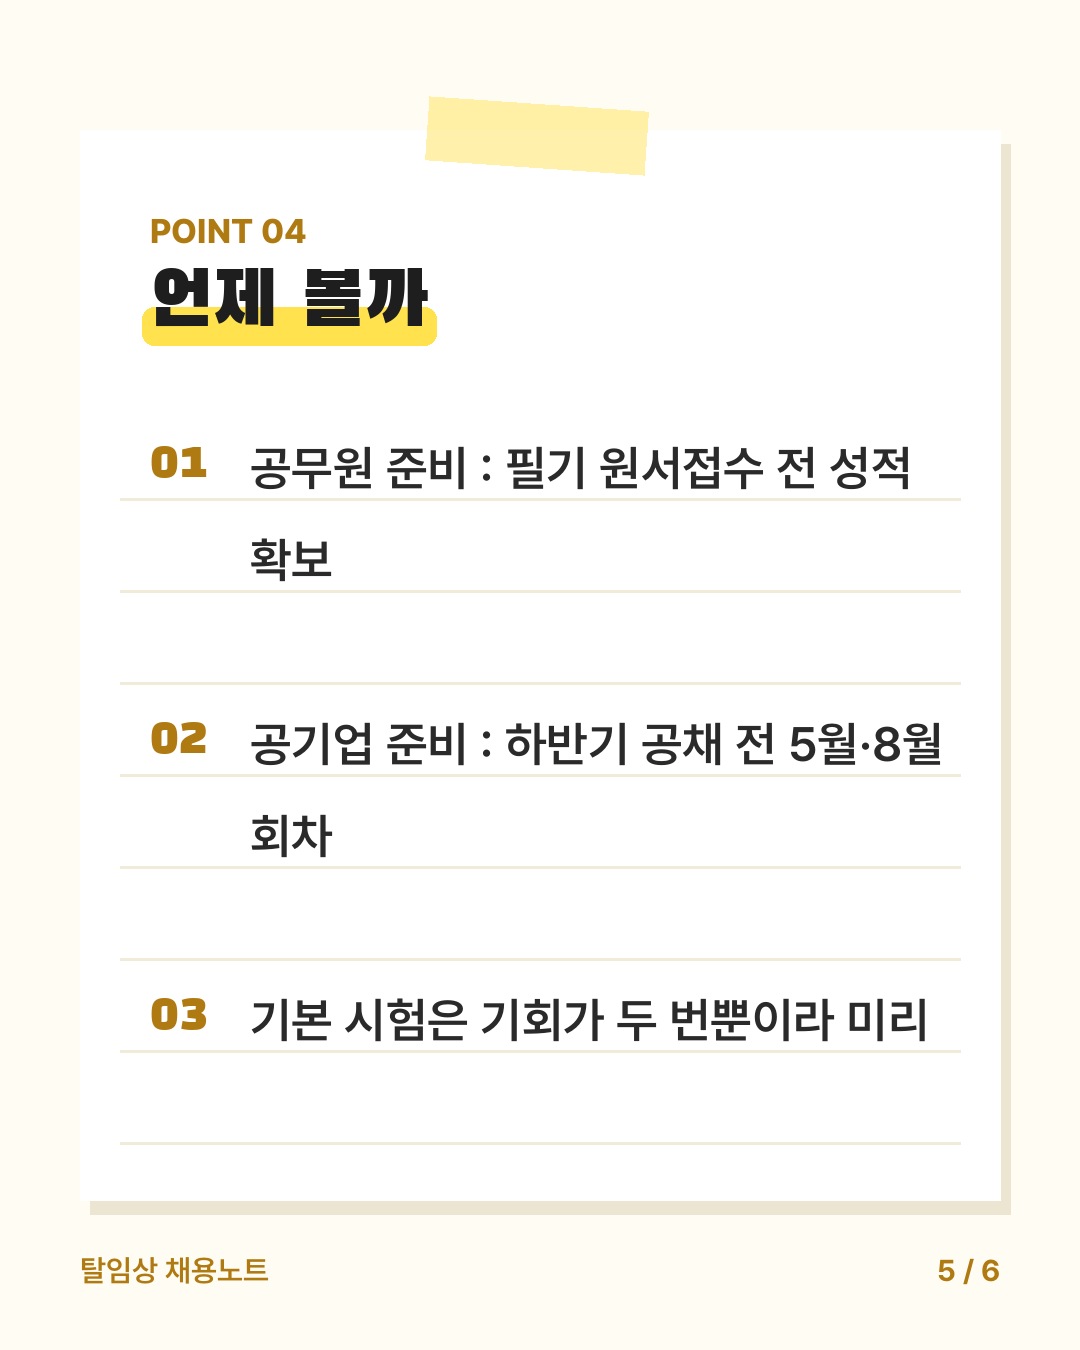 POINT 04
언제 볼까
01 공무원 준비 : 필기 원서접수 전 성적
확보
02 공기업 준비 : 하반기 공채 전 5월·8월
회차
03 기본 시험은 기회가 두 번뿐이라 미리
탈임상 채용노트
5 / 6